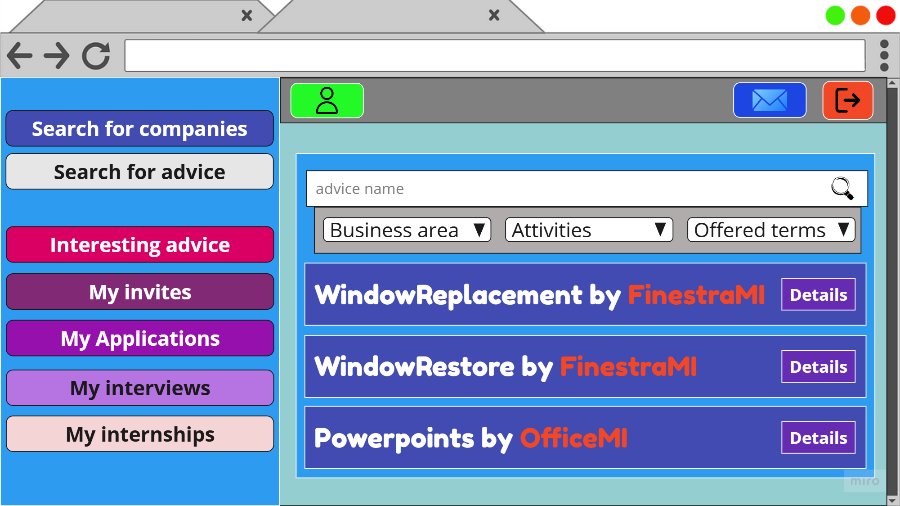 Search for companies
Search for advice
Interesting advice
My invites
My Applications
My interviews
My internships
advice name
Business area
Attivities
Offered terms
WindowReplacement by FinestraMI
Details
WindowRestore by FinestraMI
Details
Powerpoints by OfficeMI
Details
miro